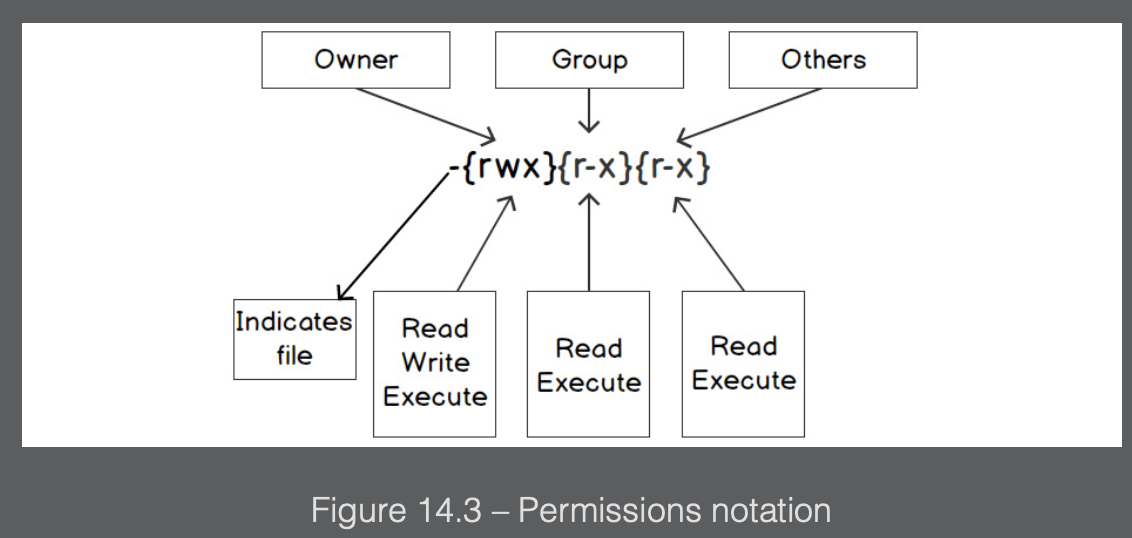 Owner
Group
Others
-{rwx}{r-x}{r-x}
Indicates
file
Read
Write
Execute
Read
Execute
Read
Execute
Figure 14.3 – Permissions notation